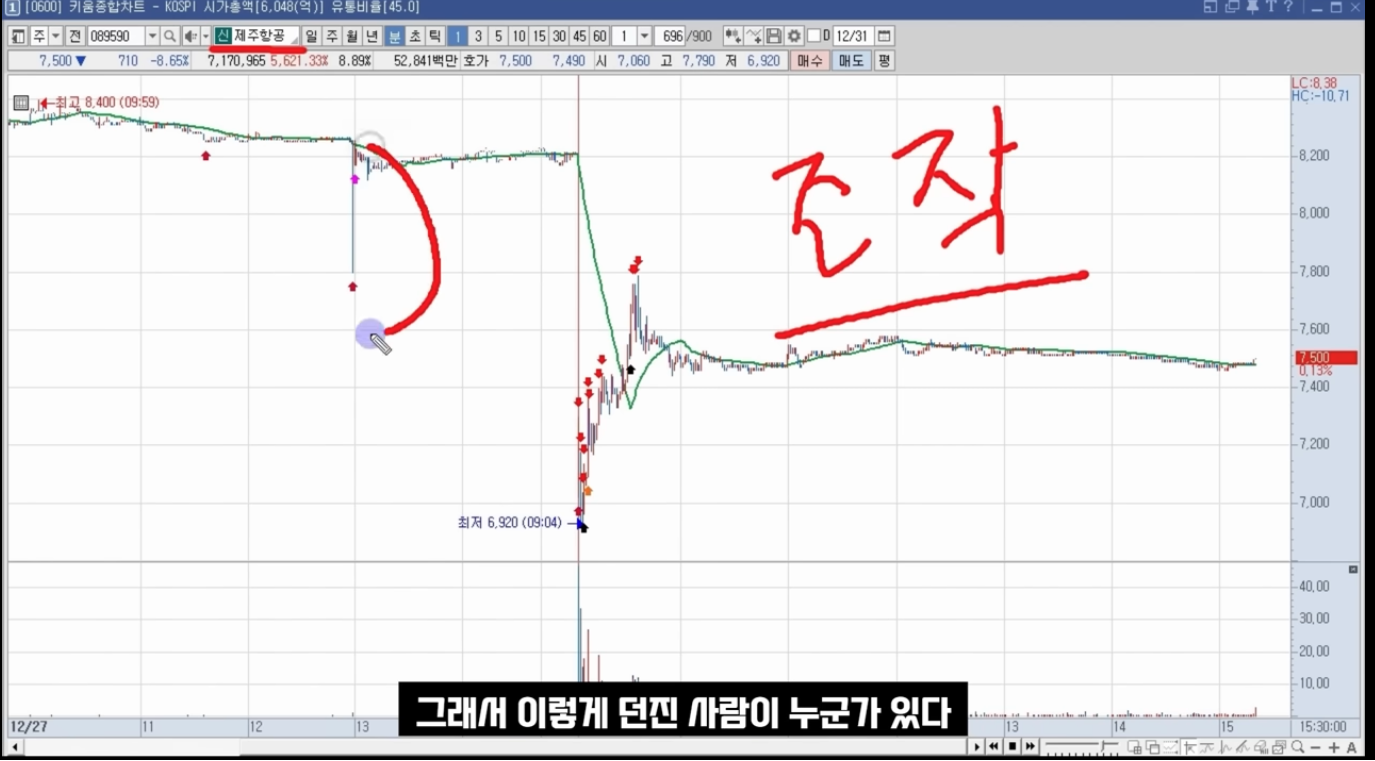 1 [0600] 키움종합차트 - KOSPI 시가총액[6,048(억)] 유통비율[45.0]
주 전 089590 신 제주항공 일 주 월 년 분 초 틱 1 3 5 10 15 30 45 60 1 696 /900 D 12/31
7,500 ▼ 710 -8.65% 7,170,965 5,621.33% 8.89% 52,841백만 호가 7,500 7,490 시 7,060 고 7,790 저 6,920 매수 매도 평
LC:8.38
HC:-10.71
최고 8,400 (09:59)
조작
8,200
8,000
7,800
7,600
7,500
0.13%
7,400
7,200
7,000
최저 6,920 (09:04)
40,00
30,00
20,00
10,00
그래서 이렇게 던진 사람이 누군가 있다
12/27 11 12 13 13 14 15 15:30:00